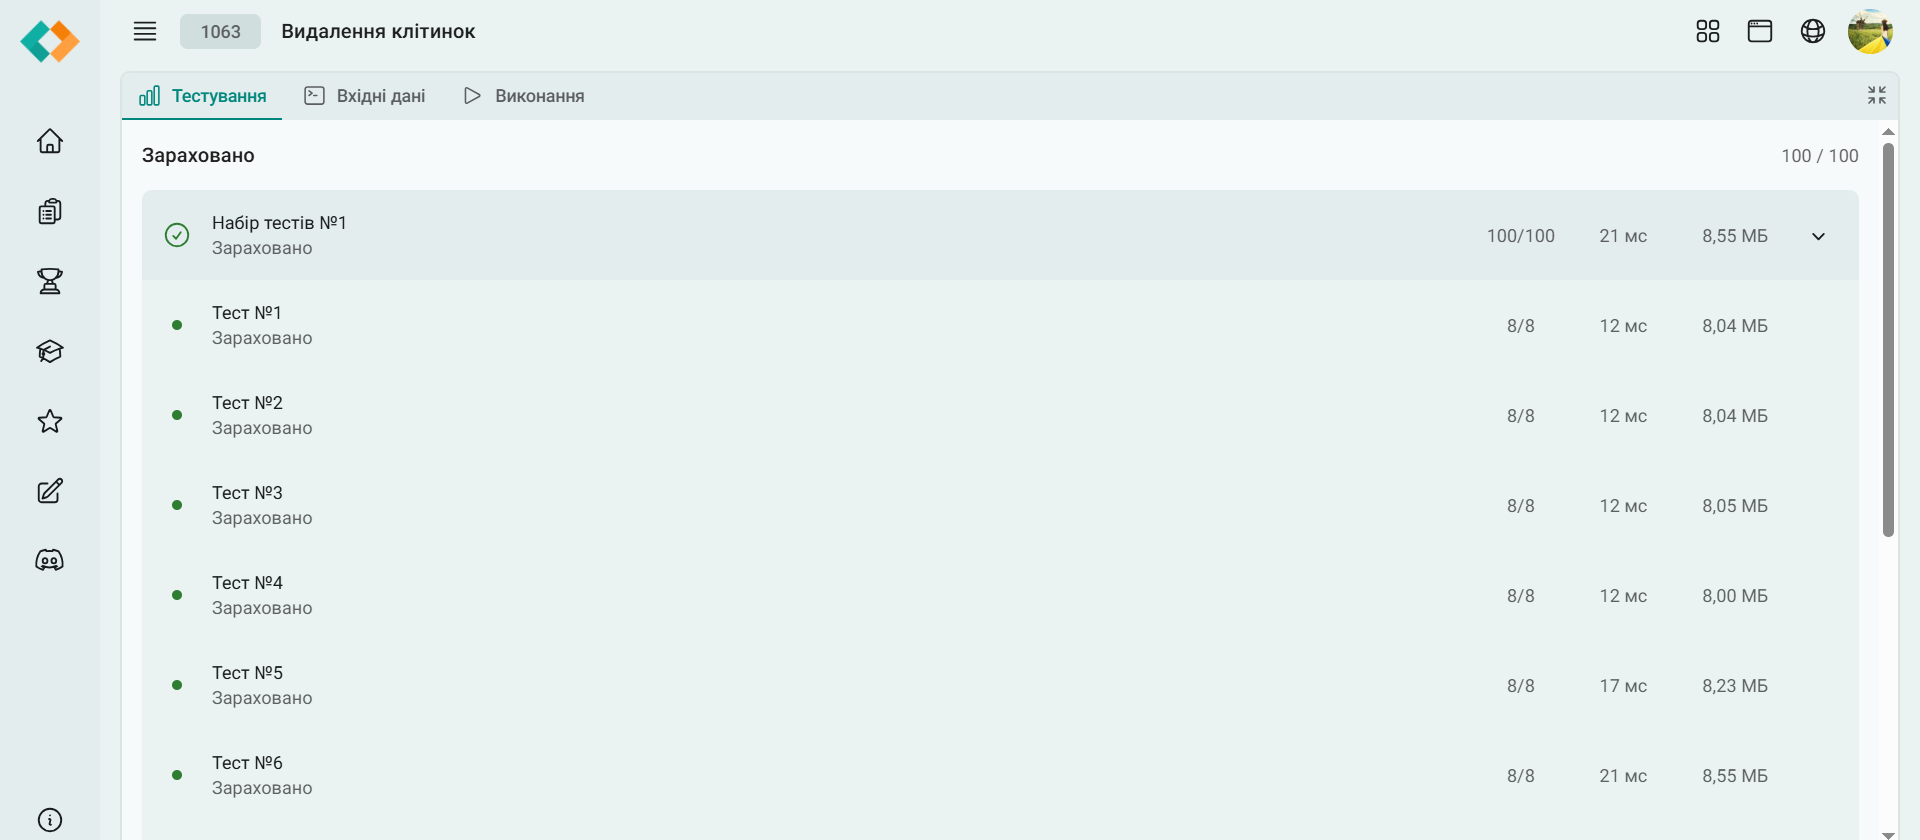 1063
Видалення клітинок
Тестування
Вхідні дані
Виконання
Зараховано
100 / 100
Набір тестів №1
Зараховано
100/100
21 мс
8,55 МБ
Тест №1
Зараховано
8/8
12 мс
8,04 МБ
Тест №2
Зараховано
8/8
12 мс
8,04 МБ
Тест №3
Зараховано
8/8
12 мс
8,05 МБ
Тест №4
Зараховано
8/8
12 мс
8,00 МБ
Тест №5
Зараховано
8/8
17 мс
8,23 МБ
Тест №6
Зараховано
8/8
21 мс
8,55 МБ